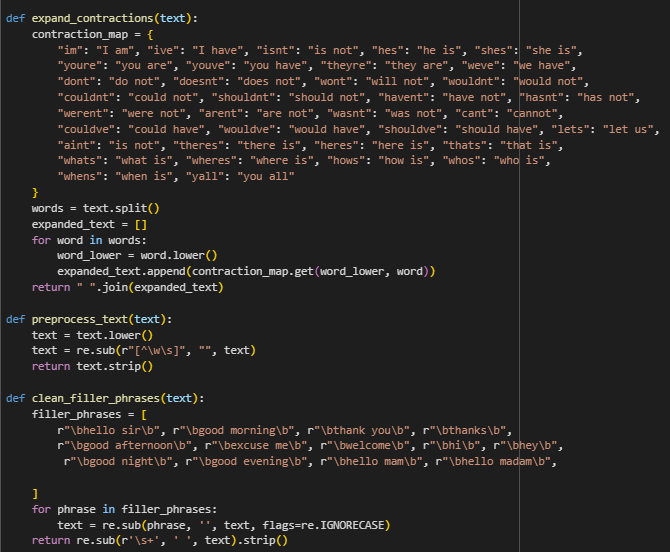 def expand_contractions(text):
    contraction_map = {
        "im": "I am", "ive": "I have", "isnt": "is not", "hes": "he is", "shes": "she is",
        "youre": "you are", "youve": "you have", "theyre": "they are", "weve": "we have",
        "dont": "do not", "doesnt": "does not", "wont": "will not", "wouldnt": "would not",
        "couldnt": "could not", "shouldnt": "should not", "havent": "have not", "hasnt": "has not",
        "werent": "were not", "arent": "are not", "wasnt": "was not", "cant": "cannot",
        "couldve": "could have", "wouldve": "would have", "shouldve": "should have", "lets": "let us",
        "aint": "is not", "theres": "there is", "heres": "here is", "thats": "that is",
        "whats": "what is", "wheres": "where is", "hows": "how is", "whos": "who is",
        "whens": "when is", "yall": "you all"
    }
    words = text.split()
    expanded_text = []
    for word in words:
        word_lower = word.lower()
        expanded_text.append(contraction_map.get(word_lower, word))
    return " ".join(expanded_text)

def preprocess_text(text):
    text = text.lower()
    text = re.sub(r"[^\w\s]", "", text)
    return text.strip()

def clean_filler_phrases(text):
    filler_phrases = [
        r"\bhello sir\b", r"\bgood morning\b", r"\bthank you\b", r"\bthanks\b",
        r"\bgood afternoon\b", r"\bexcuse me\b", r"\bwelcome\b", r"\bhi\b", r"\bhey\b",
         r"\bgood night\b", r"\bgood evening\b", r"\bhello mam\b", r"\bhello madam\b",

    ]
    for phrase in filler_phrases:
        text = re.sub(phrase, '', text, flags=re.IGNORECASE)
    return re.sub(r'\s+', ' ', text).strip()